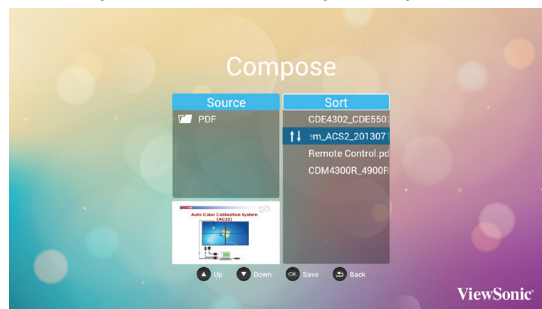 Compose
Source
PDF
Sort
CDE4302_CDE550
em_ACS2_201307
Remote Control.pd
CDM4300R_4900R
Auto Color Calibration System
(ACS2)
Up
Down
OK Save
Back
ViewSonic